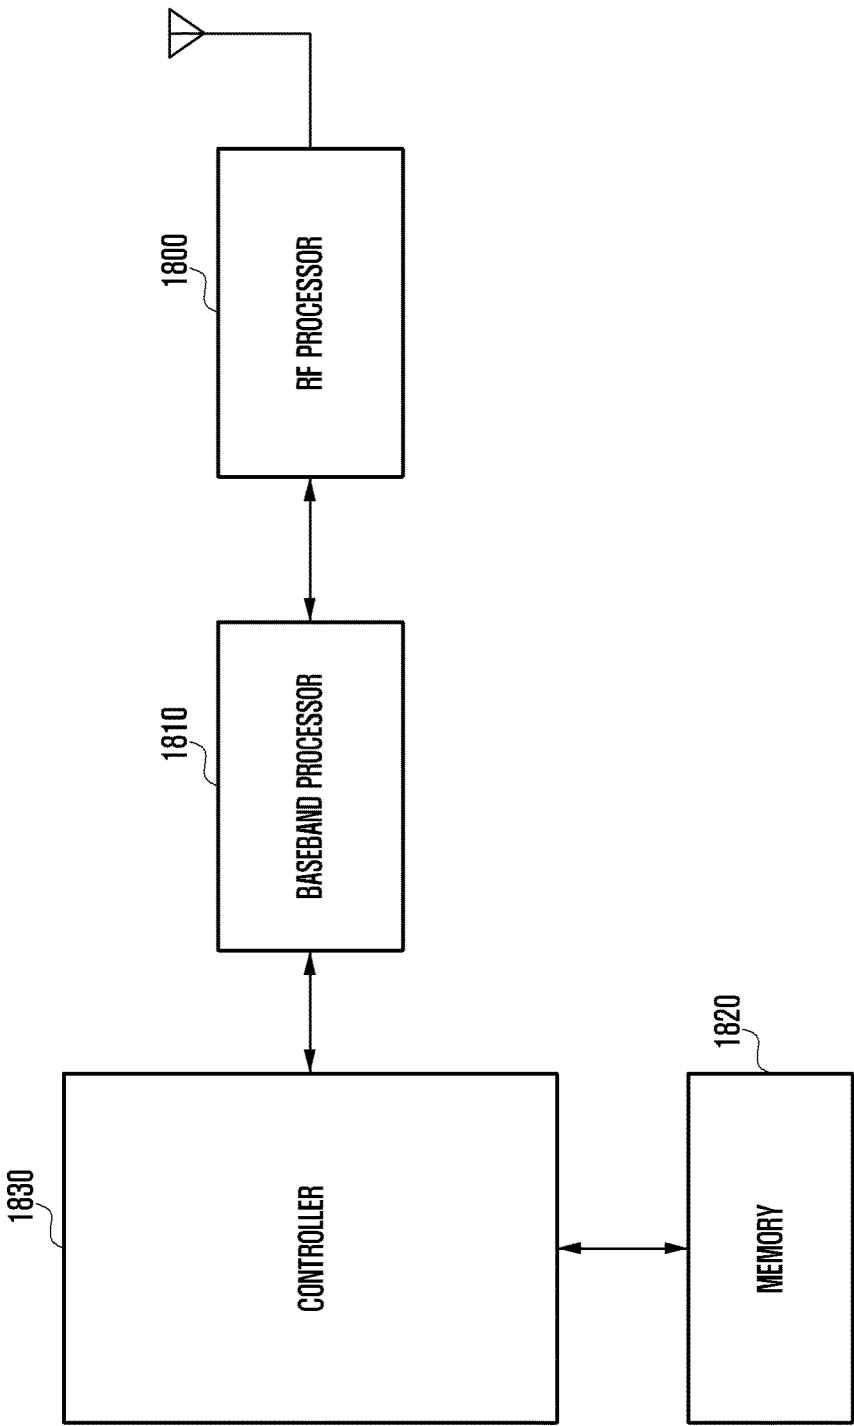 1800
RF PROCESSOR
1810
BASEBAND PROCESSOR
1820
MEMORY
1830
CONTROLLER